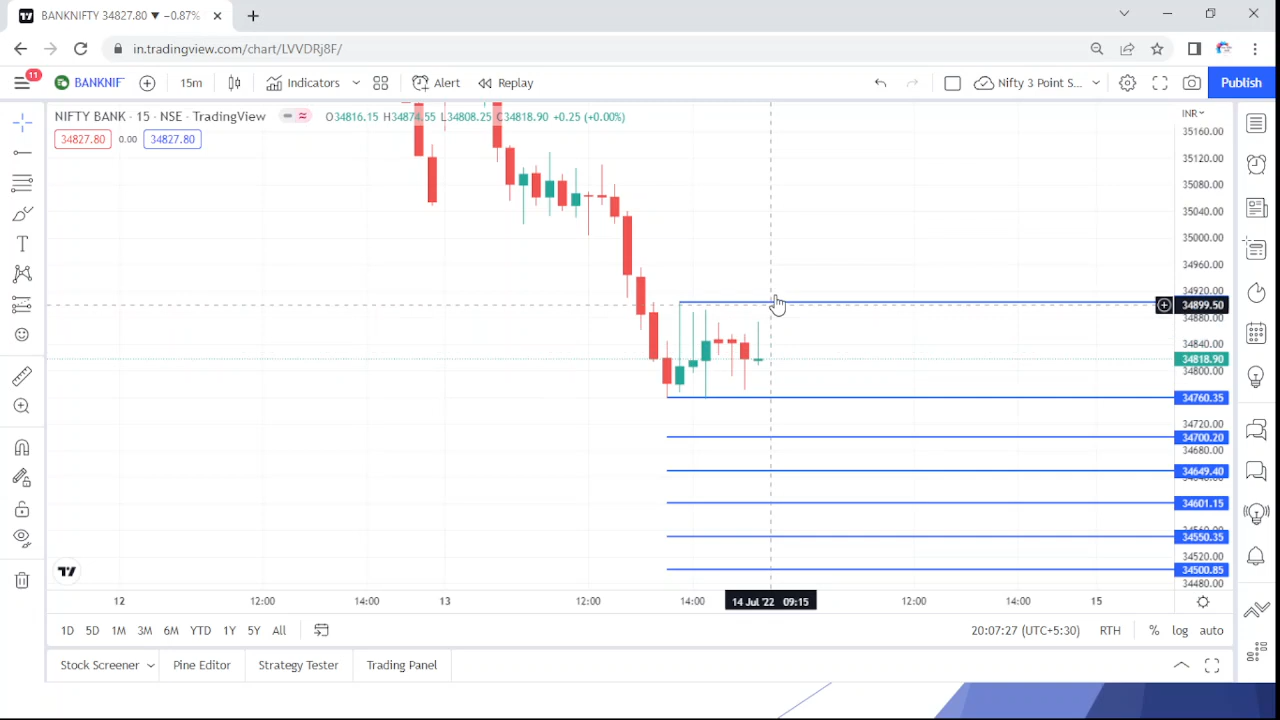 BANKNIFTY 34827.80 ▼ −0.87%
in.tradingview.com/chart/LVVDRj8F/
11
BANKNIF
15m
Indicators
Alert
Replay
Nifty 3 Point S...
Publish
NIFTY BANK · 15 · NSE · TradingView
O34816.15 H34874.55 L34808.25 C34818.90 +0.25 (+0.00%)
INR
34827.80 0.00 34827.80
35160.00
35120.00
35080.00
35040.00
35000.00
34960.00
34920.00
34899.50
34880.00
34840.00
34818.90
34800.00
34760.35
34720.00
34700.20
34680.00
34649.40
34601.15
34550.35
34520.00
34500.85
34480.00
12 12:00 14:00 13 12:00 14:00 14 Jul '22 09:15 12:00 14:00 15
1D 5D 1M 3M 6M YTD 1Y 5Y All
20:07:27 (UTC+5:30) RTH % log auto
Stock Screener Pine Editor Strategy Tester Trading Panel